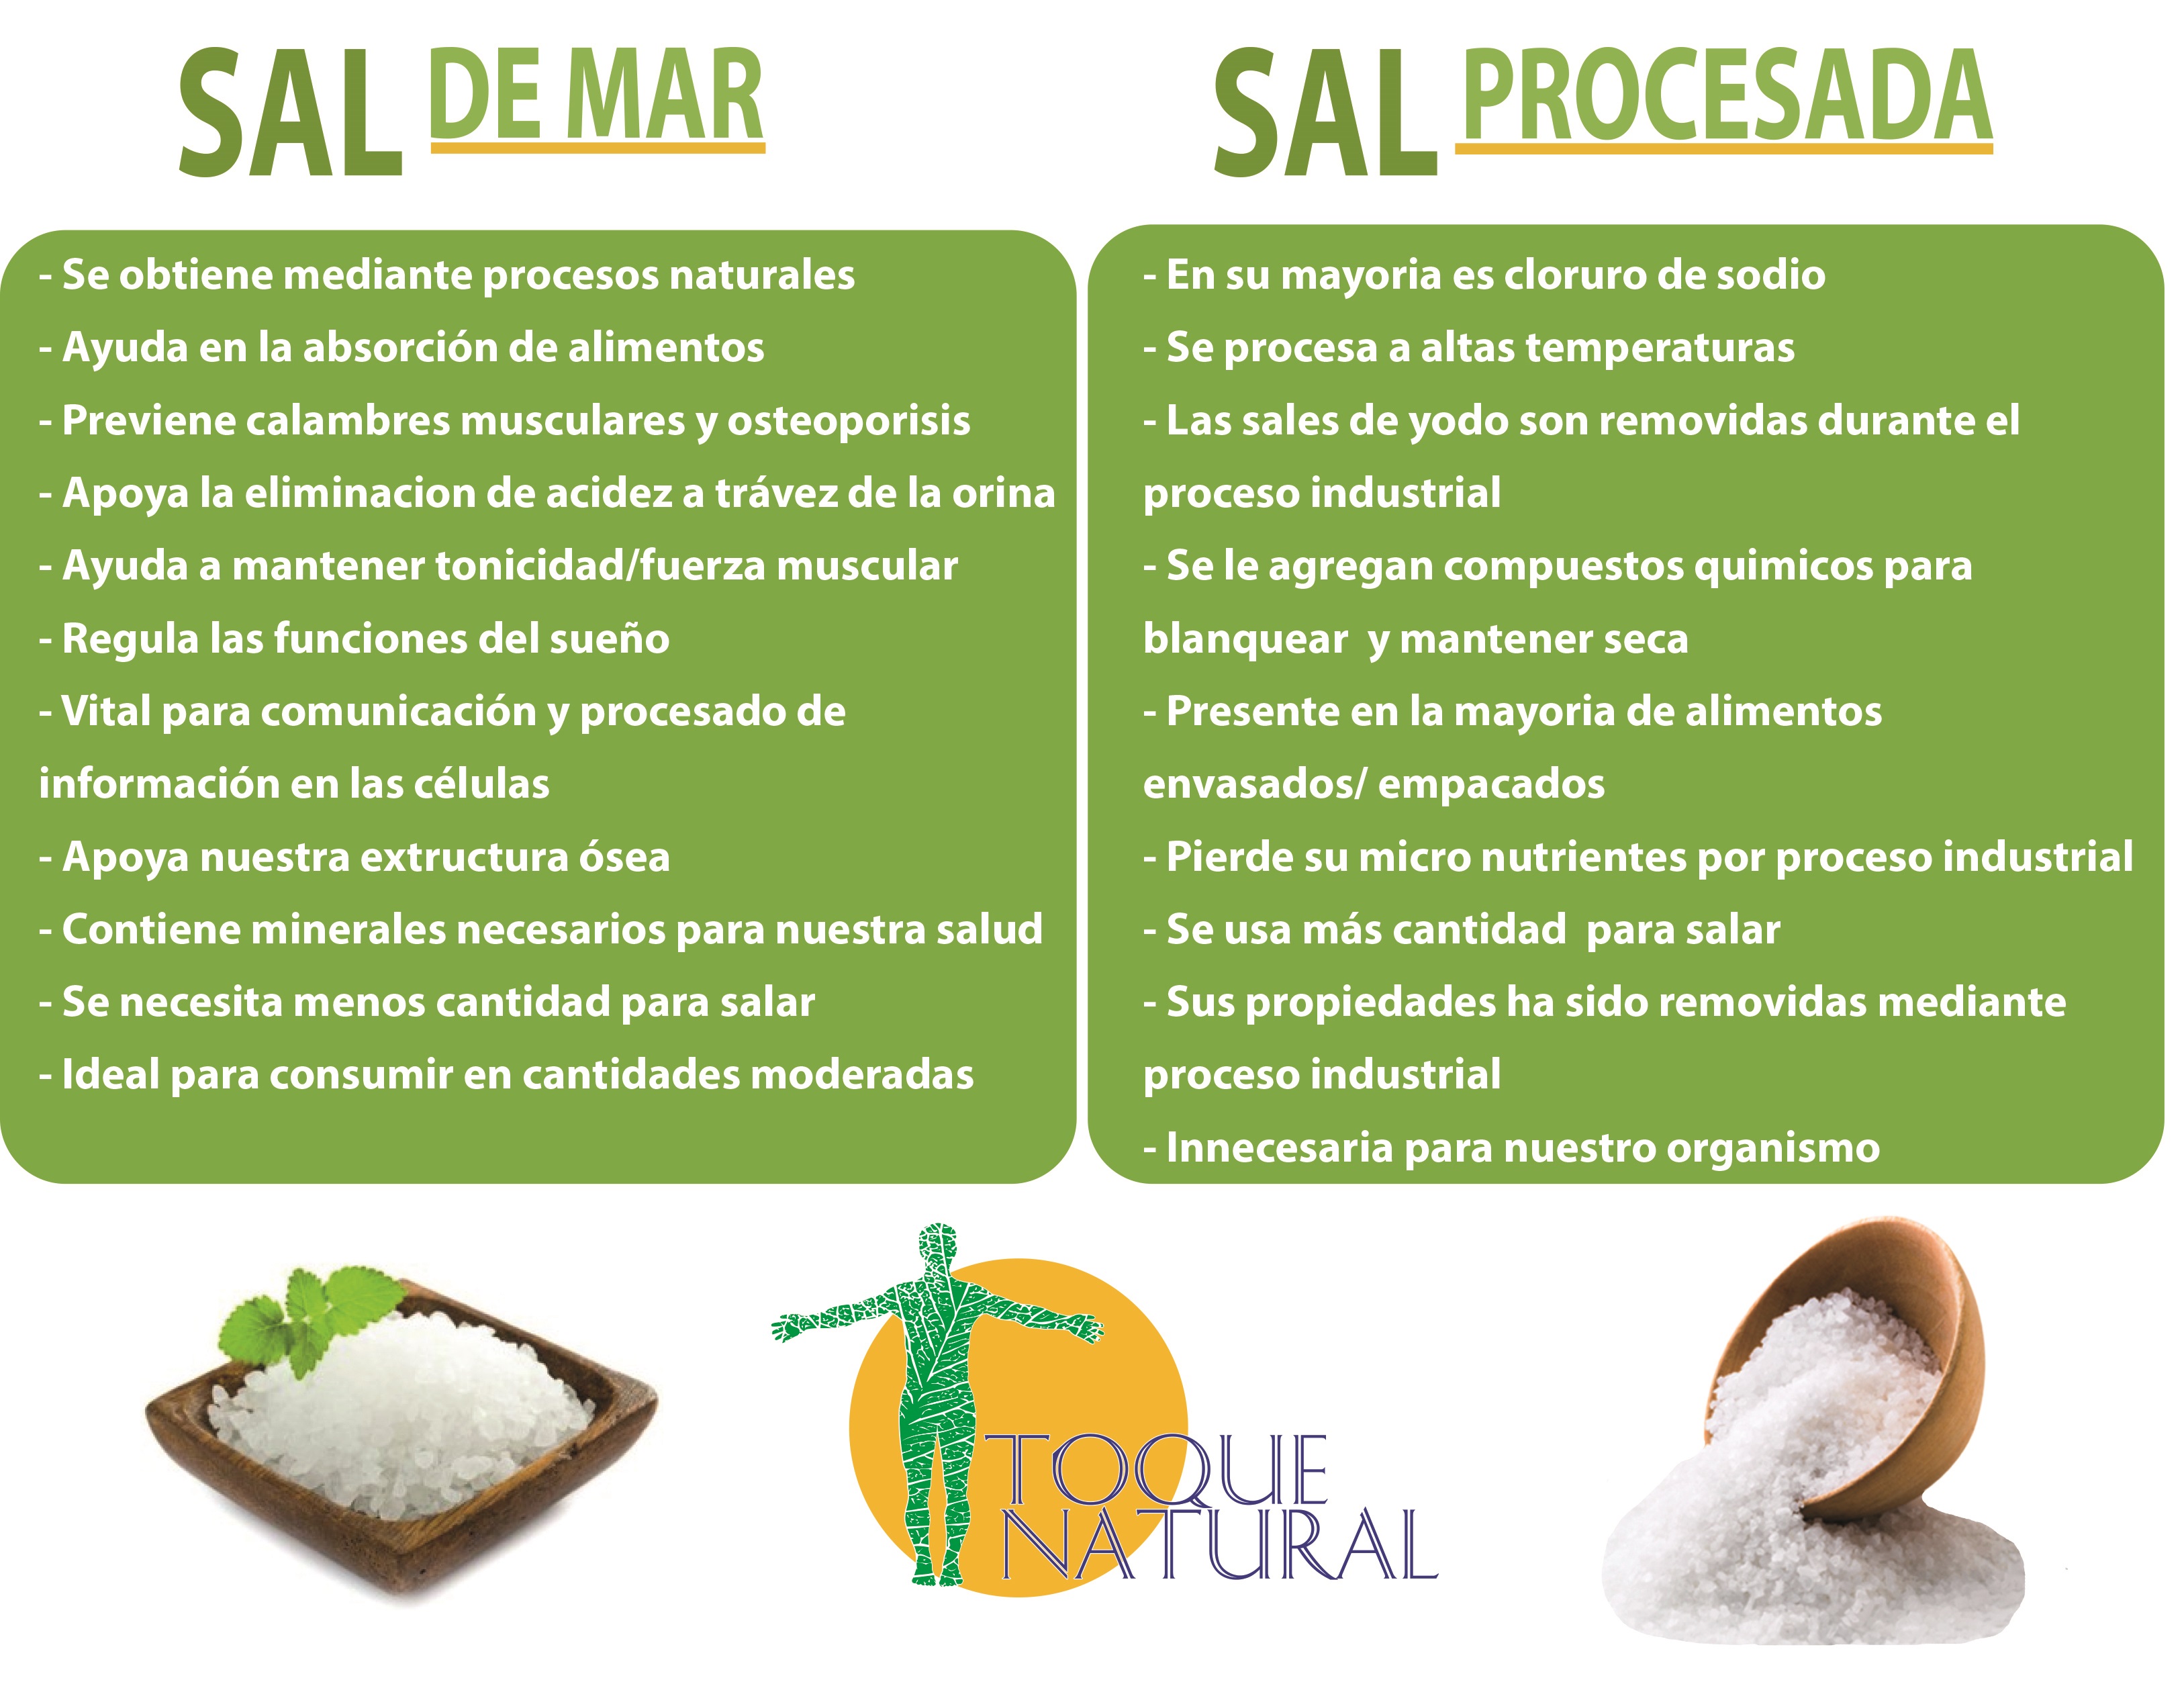 SAL DE MAR
- Se obtiene mediante procesos naturales
- Ayuda en la absorción de alimentos
- Previene calambres musculares y osteoporisis
- Apoya la eliminacion de acidez a trávez de la orina
- Ayuda a mantener tonicidad/fuerza muscular
- Regula las funciones del sueño
- Vital para comunicación y procesado de
información en las células
- Apoya nuestra extructura ósea
- Contiene minerales necesarios para nuestra salud
- Se necesita menos cantidad para salar
- Ideal para consumir en cantidades moderadas
SAL PROCESADA
- En su mayoria es cloruro de sodio
- Se procesa a altas temperaturas
- Las sales de yodo son removidas durante el
proceso industrial
- Se le agregan compuestos quimicos para
blanquear  y mantener seca
- Presente en la mayoria de alimentos
envasados/ empacados
- Pierde su micro nutrientes por proceso industrial
- Se usa más cantidad  para salar
- Sus propiedades ha sido removidas mediante
proceso industrial
- Innecesaria para nuestro organismo
TOQUE
NATURAL